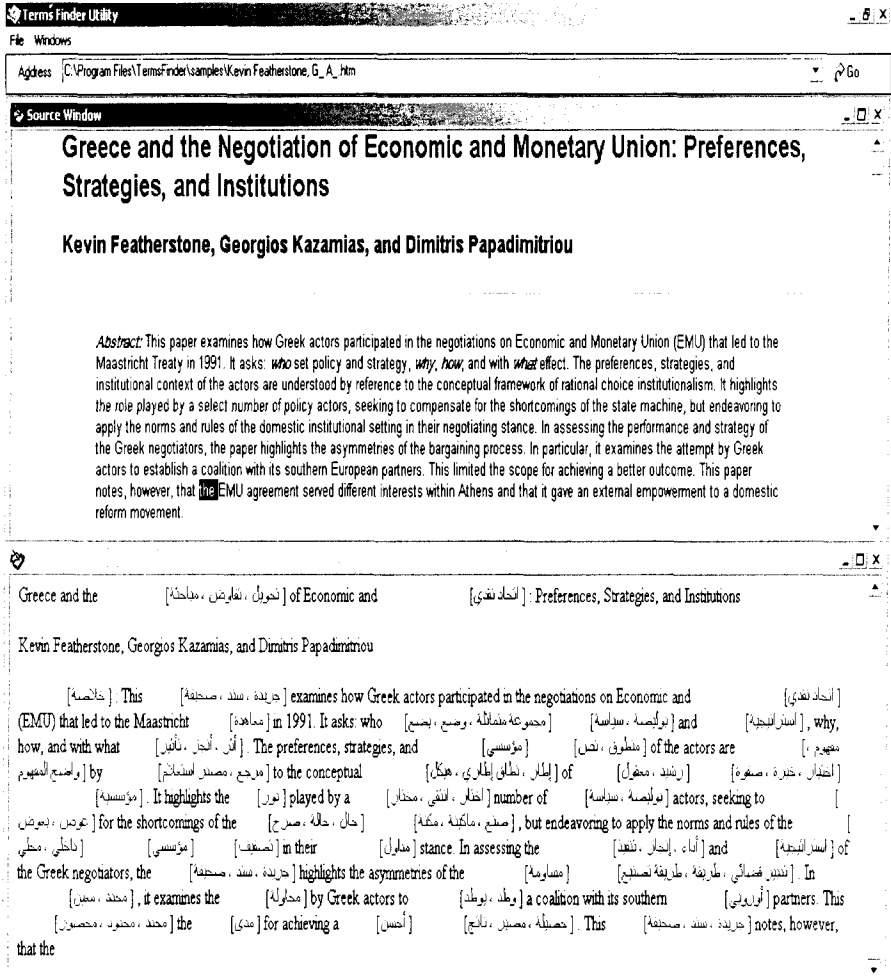 Terms Finder Utility
File Windows
Address C:\Program Files\TermsFinder\samples\Kevin Featherstone, G_A_.htm Go
Source Window
Greece and the Negotiation of Economic and Monetary Union: Preferences,
Strategies, and Institutions
Kevin Featherstone, Georgios Kazamias, and Dimitris Papadimitriou
Abstract: This paper examines how Greek actors participated in the negotiations on Economic and Monetary Union (EMU) that led to the
Maastricht Treaty in 1991. It asks: who set policy and strategy, why, how, and with what effect. The preferences, strategies, and
institutional context of the actors are understood by reference to the conceptual framework of rational choice institutionalism. It highlights
the role played by a select number of policy actors, seeking to compensate for the shortcomings of the state machine, but endeavoring to
apply the norms and rules of the domestic institutional setting in their negotiating stance. In assessing the performance and strategy of
the Greek negotiators, the paper highlights the asymmetries of the bargaining process. In particular, it examines the attempt by Greek
actors to establish a coalition with its southern European partners. This limited the scope for achieving a better outcome. This paper
notes, however, that the EMU agreement served different interests within Athens and that it gave an external empowerment to a domestic
reform movement.
Greece and the [تحويل ، تفاوض ، مباحثة] of Economic and [اتحاد نقدي] : Preferences, Strategies, and Institutions
Kevin Featherstone, Georgios Kazamias, and Dimitris Papadimitriou
[خلاصة] : This [جريدة ، سند ، صحيفة] examines how Greek actors participated in the negotiations on Economic and [اتحاد نقدي]
(EMU) that led to the Maastricht [معاهدة] in 1991. It asks: who [مجموعة متماثلة ، وضع ، يضع] [بوليصة ، سياسة] and [استراتيجية] , why,
how, and with what [أثر ، أنجز ، تأثير] . The preferences, strategies, and [مؤسسي] [منطوق ، نص] of the actors are [مفهوم ،
واضح المفهوم] by [مرجع ، مصدر استعلام] to the conceptual [إطار ، نطاق إطاري ، هيكل] of [رشيد ، معقول] [اختيار ، خيرة ، صفوة]
[مؤسسية] . It highlights the [دور] played by a [اختار ، انتقى ، مختار] number of [بوليصة ، سياسة] actors, seeking to [
عوض ، يعوض] for the shortcomings of the [حال ، حالة ، صرح] [صنع ، ماكينة ، مكنة] , but endeavoring to apply the norms and rules of the [
داخلي ، محلي] [مؤسسي] [تصفيف] in their [متداول] stance. In assessing the [أداء ، إنجاز ، تنفيذ] and [استراتيجية] of
the Greek negotiators, the [جريدة ، سند ، صحيفة] highlights the asymmetries of the [مساومة] [تدبير قضائي ، طريقة ، طريقة تصنيع] . In
[محدد ، معين] , it examines the [محاولة] by Greek actors to [وطد ، يوطد] a coalition with its southern [أوروبي] partners. This
[محدد ، محدود ، محصور] the [مدى] for achieving a [أحسن] [حصيلة ، مصير ، ناتج] . This [جريدة ، سند ، صحيفة] notes, however,
that the